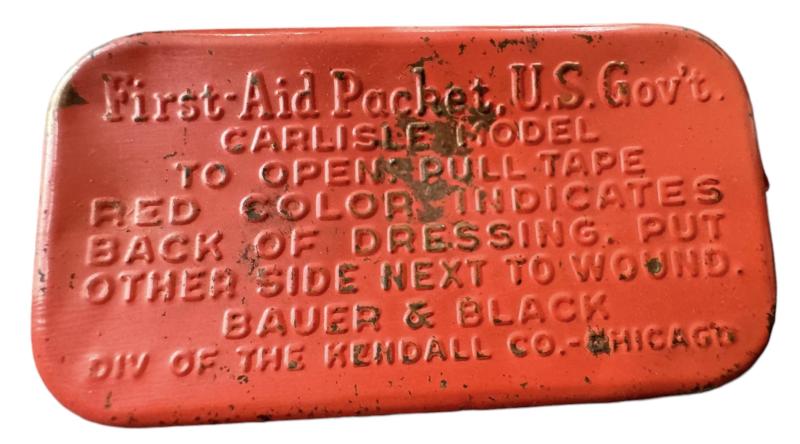 First-Aid Packet, U.S. Gov't.
CARLISLE MODEL
TO OPEN: PULL TAPE
RED COLOR INDICATES
BACK OF DRESSING. PUT
OTHER SIDE NEXT TO WOUND.
BAUER & BLACK
DIV OF THE KENDALL CO.-CHICAGO